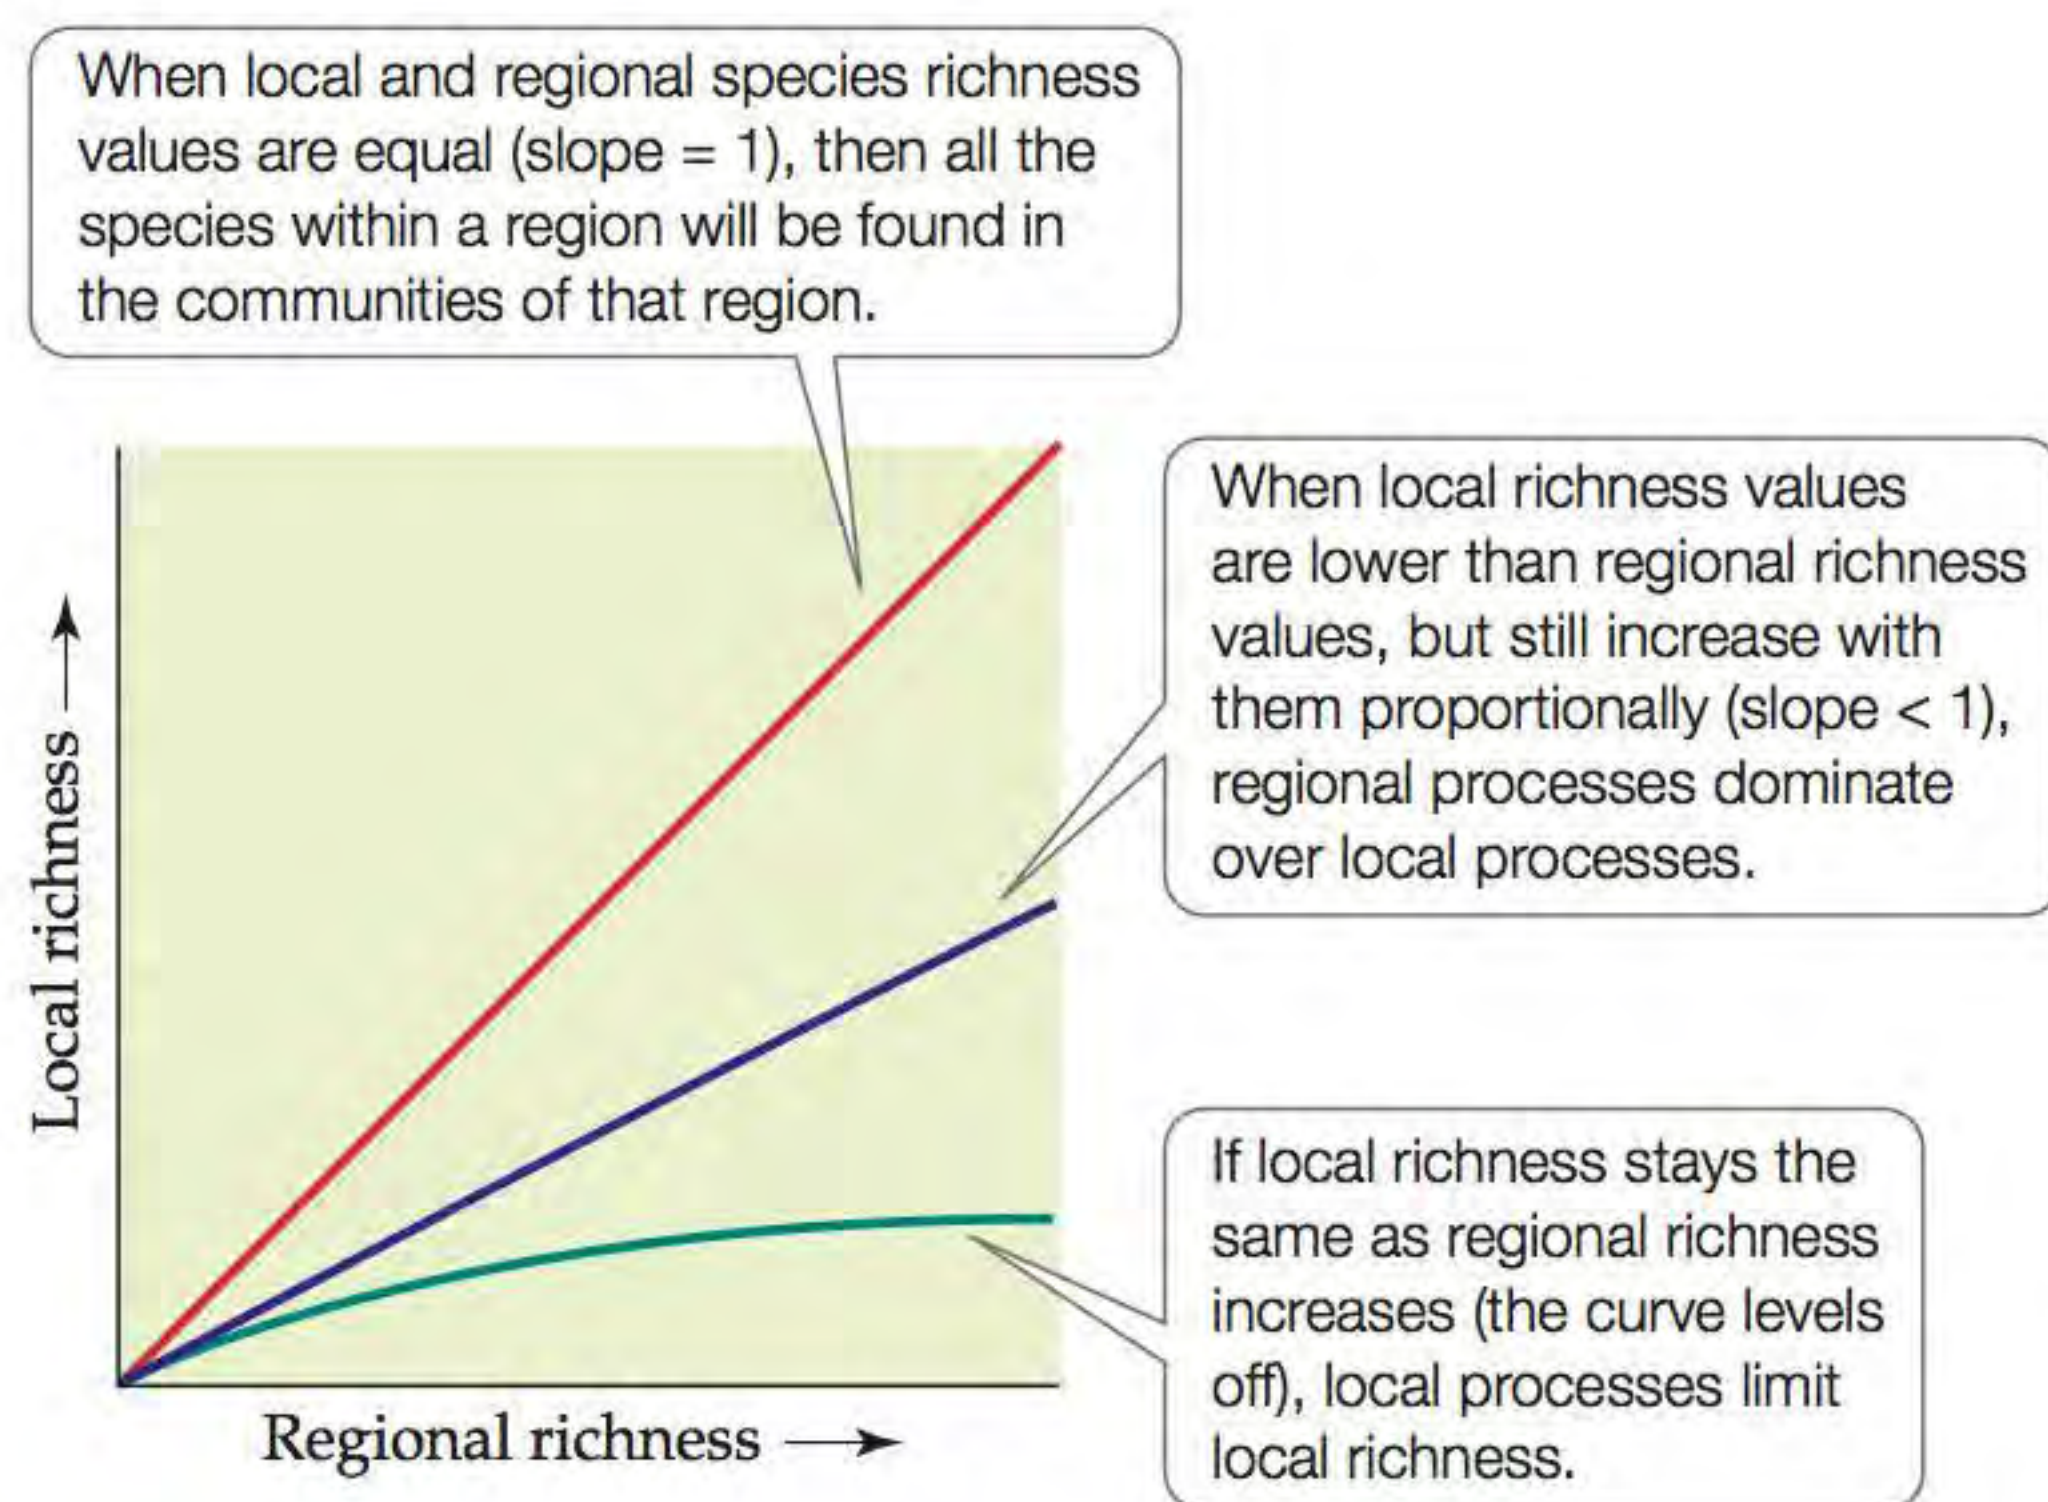 When local and regional species richness
values are equal (slope = 1), then all the
species within a region will be found in
the communities of that region.
When local richness values
are lower than regional richness
values, but still increase with
them proportionally (slope < 1),
regional processes dominate
over local processes.
Local richness →
If local richness stays the
same as regional richness
increases (the curve levels
off), local processes limit
local richness.
Regional richness →